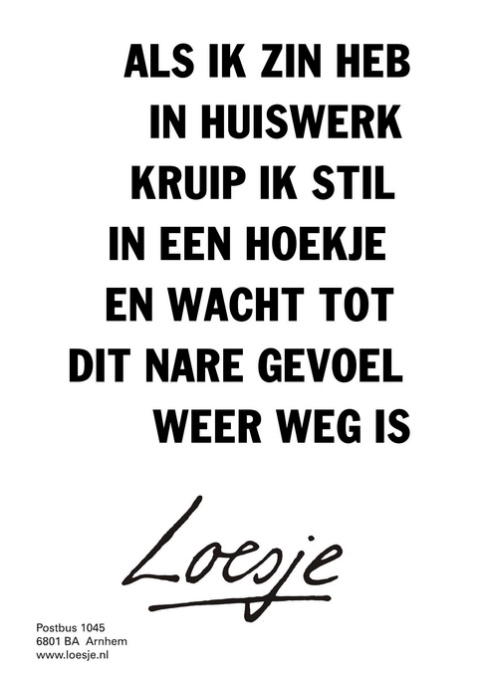 ALS IK ZIN HEB
IN HUISWERK
KRUIP IK STIL
IN EEN HOEKJE
EN WACHT TOT
DIT NARE GEVOEL
WEER WEG IS
Loesje
Postbus 1045
6801 BA Arnhem
www.loesje.nl